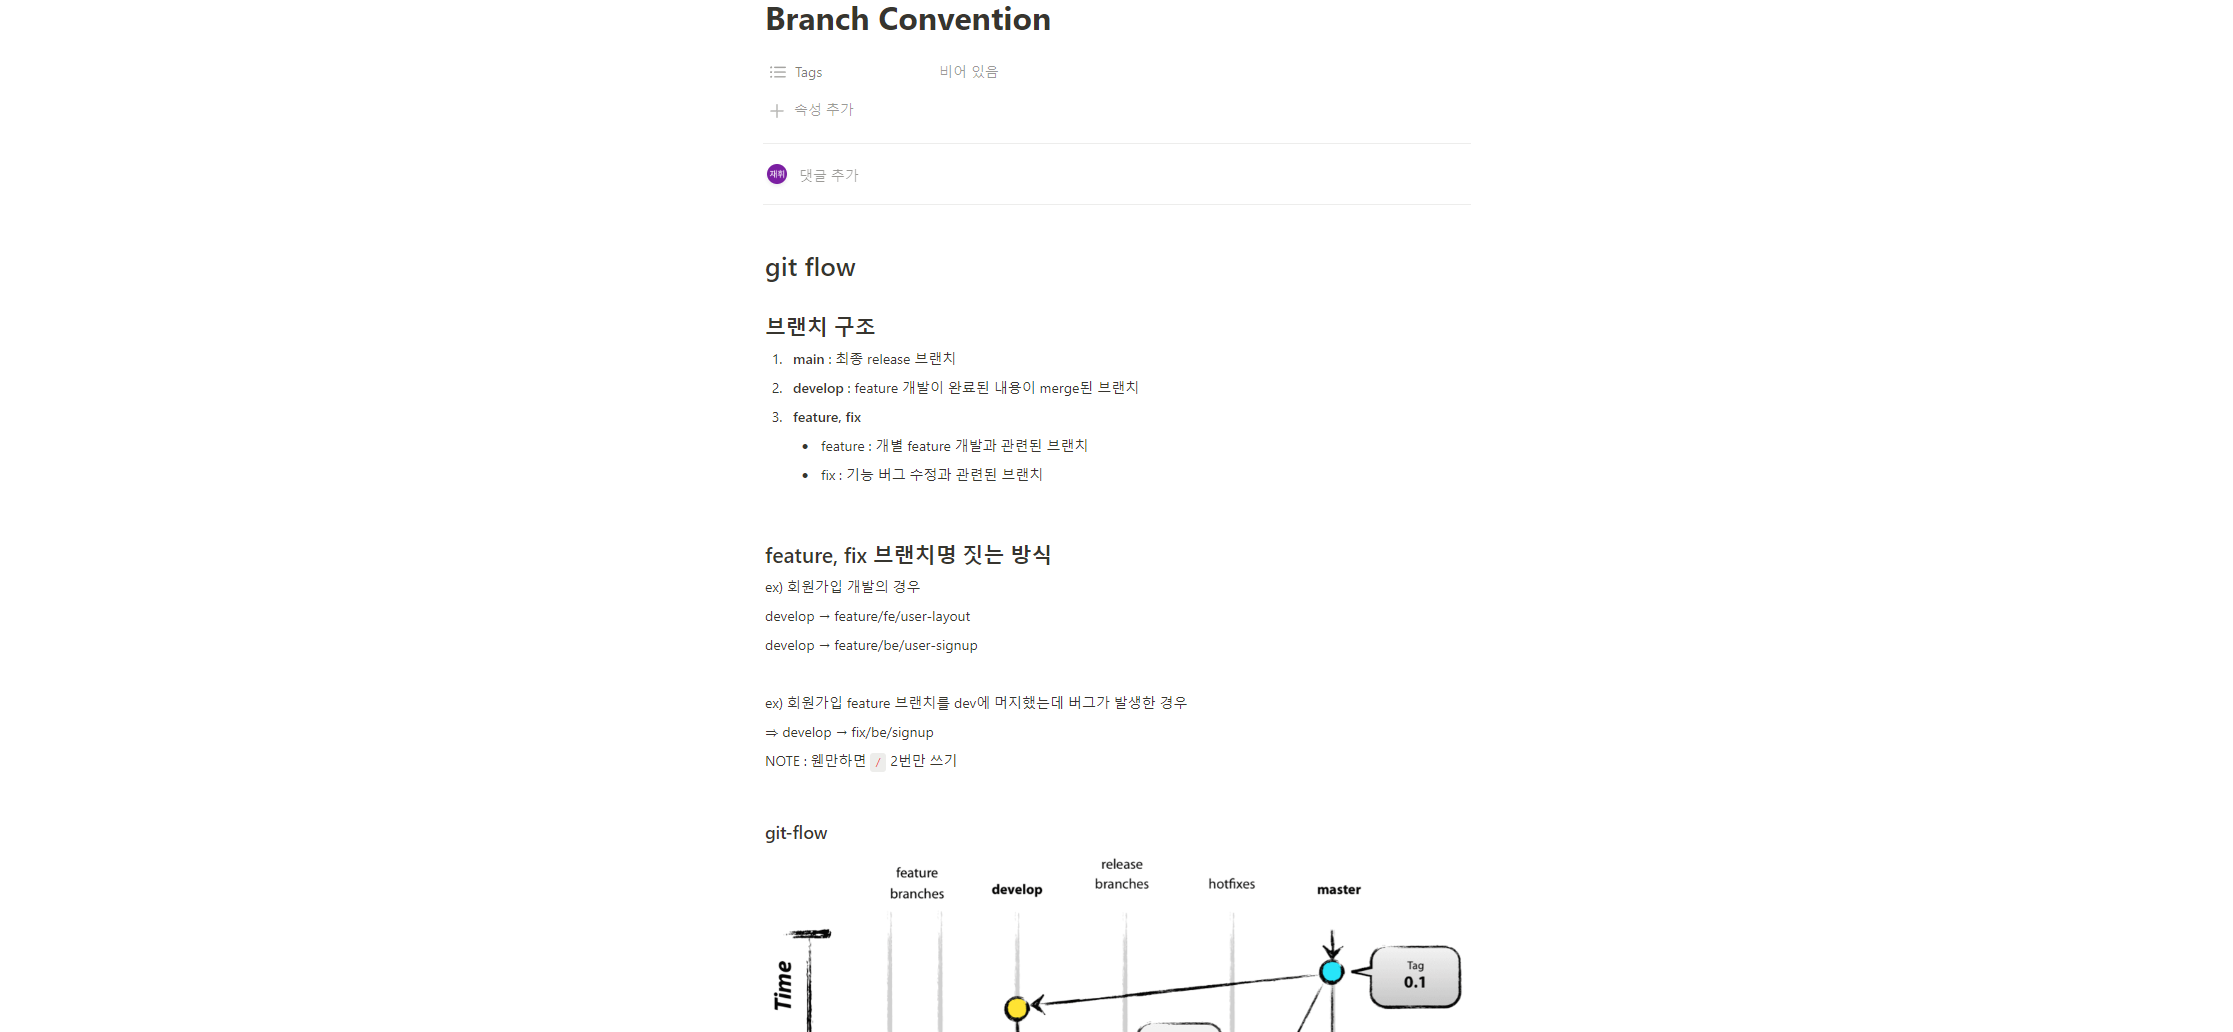 Branch Convention
Tags 비어 있음
속성 추가
재휘 댓글 추가
git flow
브랜치 구조
1. main : 최종 release 브랜치
2. develop : feature 개발이 완료된 내용이 merge된 브랜치
3. feature, fix
• feature : 개별 feature 개발과 관련된 브랜치
• fix : 기능 버그 수정과 관련된 브랜치
feature, fix 브랜치명 짓는 방식
ex) 회원가입 개발의 경우
develop → feature/fe/user-layout
develop → feature/be/user-signup
ex) 회원가입 feature 브랜치를 dev에 머지했는데 버그가 발생한 경우
⇒ develop → fix/be/signup
NOTE : 웬만하면 / 2번만 쓰기
git-flow
feature
branches
develop
release
branches
hotfixes
master
Time
Tag
0.1